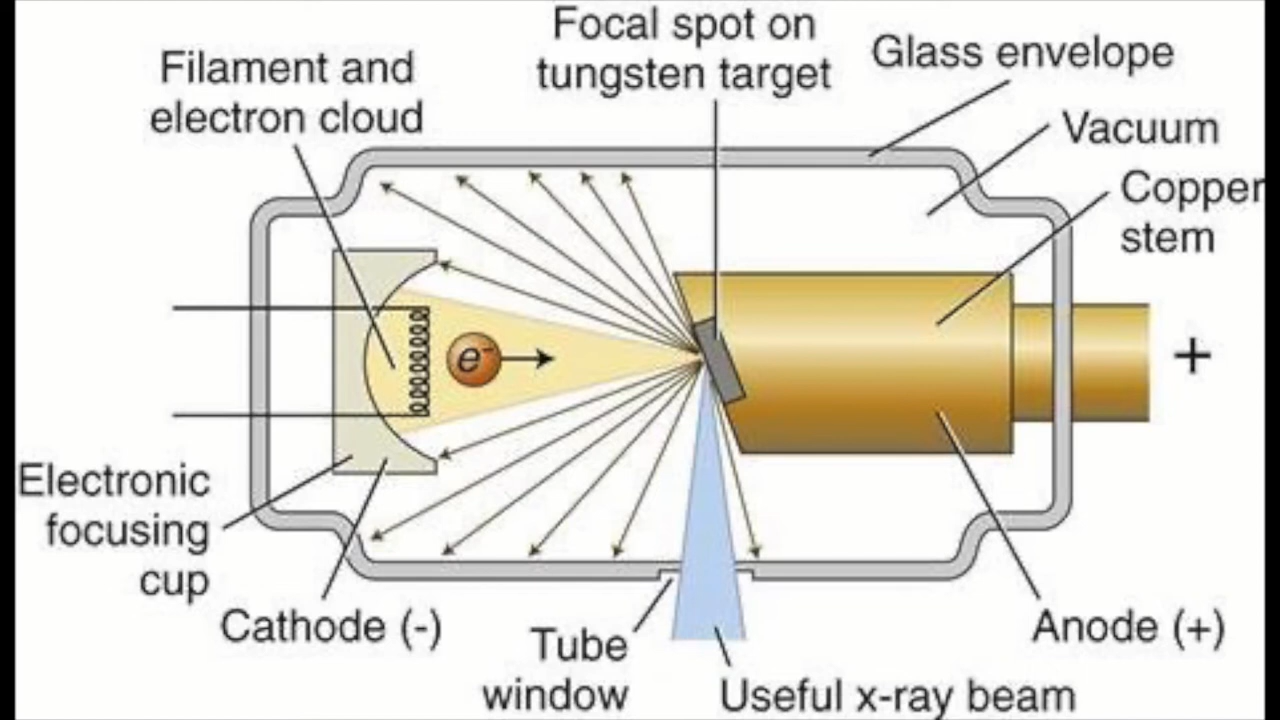 Focal spot on
tungsten target
Filament and
electron cloud
Glass envelope
Vacuum
Copper
stem
e-
+
Electronic
focusing
cup
Cathode (-)
Tube
window
Useful x-ray beam
Anode (+)